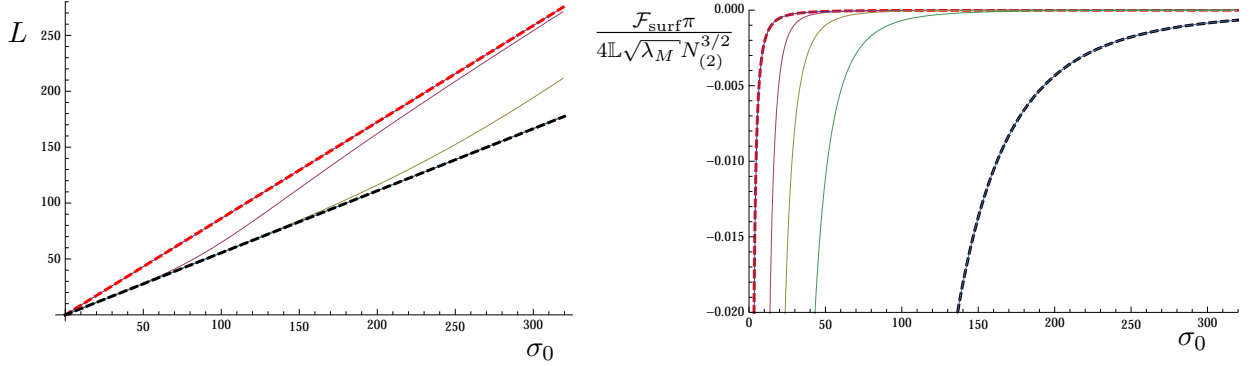 L
250
200
150
100
50
50 100 150 200 250 300
σ₀
\frac{\mathcal{F}_{\rm surf}\pi}{4\mathbb{L}\sqrt{\lambda_M} N_{(2)}^{3/2}}
0.000
−0.005
−0.010
−0.015
−0.020
0 50 100 150 200 250 300
σ₀